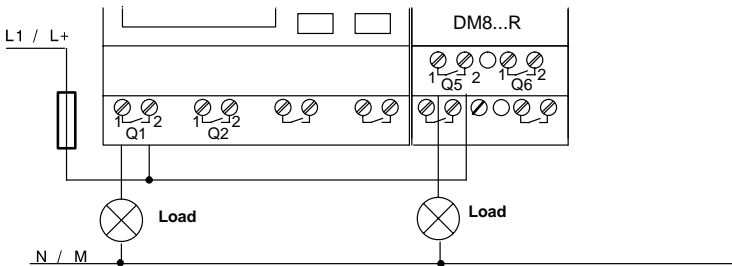 DM8...R
L1 / L+
1 2 1 2
Q5 Q6
1 2 1 2
Q1 Q2
Load Load
N / M